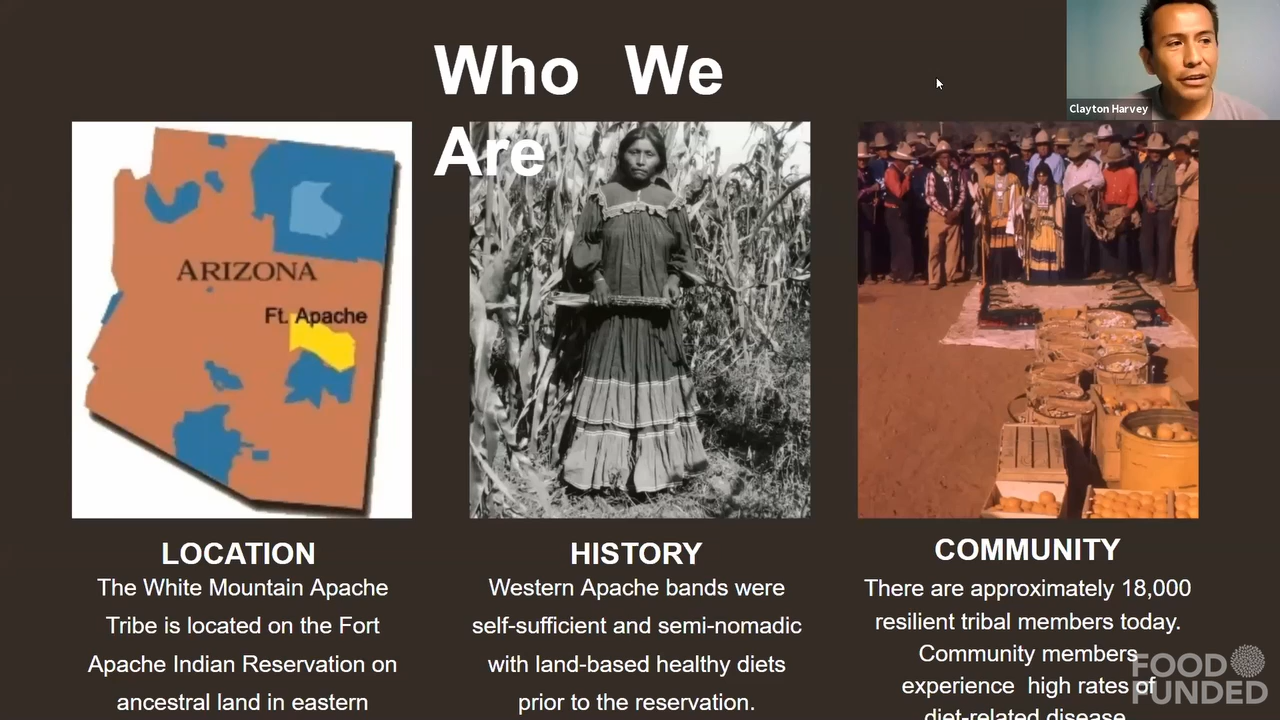 Who We
Are
Clayton Harvey
ARIZONA
Ft. Apache
LOCATION
The White Mountain Apache
Tribe is located on the Fort
Apache Indian Reservation on
ancestral land in eastern
HISTORY
Western Apache bands were
self-sufficient and semi-nomadic
with land-based healthy diets
prior to the reservation.
COMMUNITY
There are approximately 18,000
resilient tribal members today.
Community members
experience high rates of
diet-related disease
FOOD
FUNDED